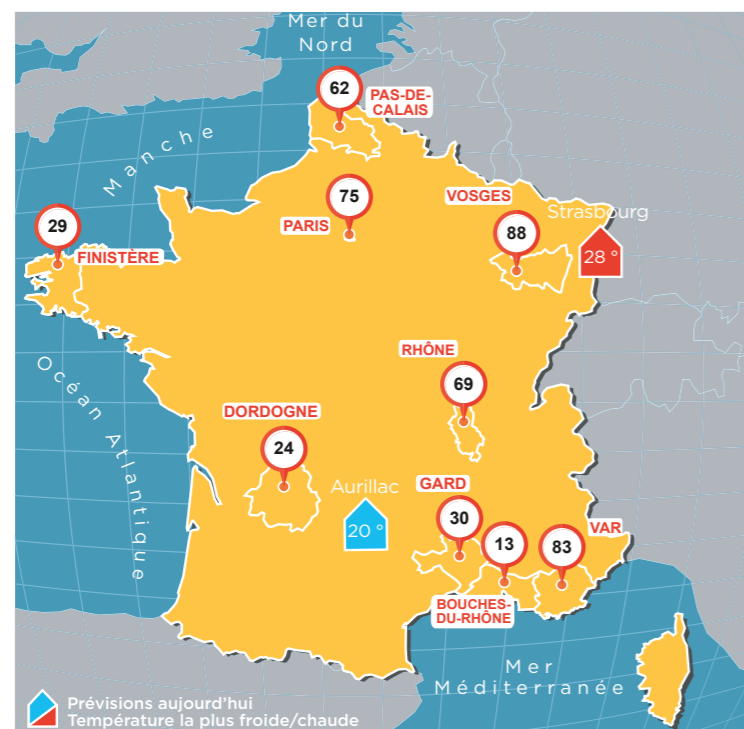 Mer du
Nord
62
PAS-DE-
CALAIS
Manche
75
PARIS
VOSGES
88
Strasbourg
28 °
29
FINISTÈRE
RHÔNE
69
Océan Atlantique
DORDOGNE
24
Aurillac
20 °
GARD
30
13
83
VAR
BOUCHES-
DU-RHÔNE
Mer
Méditerranée
Prévisions aujourd'hui
Température la plus froide/chaude